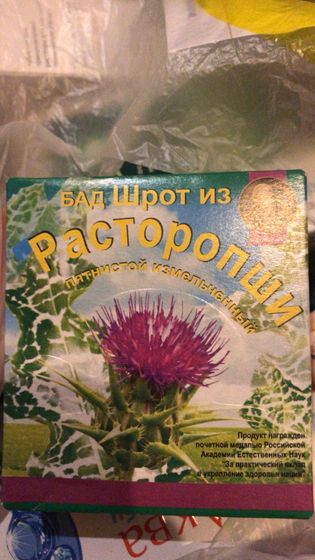 БАД Шрот из
Расторопши
пятнистой измельченный
Продукт награжден
почетной медалью Российской
Академии Естественных Наук
"За практический вклад
в укрепление здоровья нации"
ква